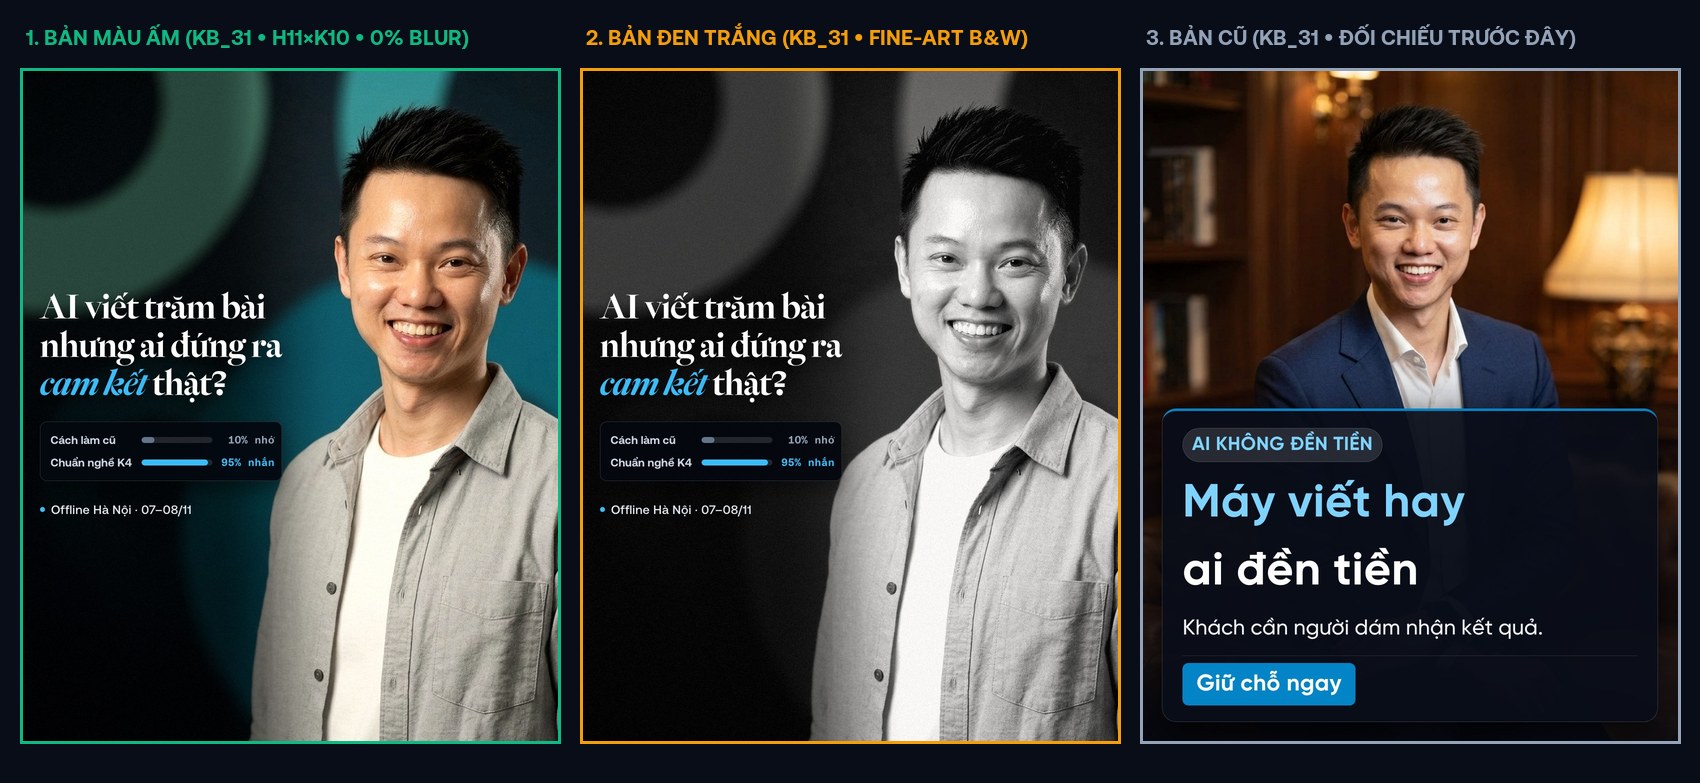 1. BẢN MÀU ẤM (KB_31 • H11×K10 • 0% BLUR)
AI viết trăm bài
nhưng ai đứng ra
cam kết thật?
Cách làm cũ 10% nhớ
Chuẩn nghề K4 95% nhắn
Offline Hà Nội · 07–08/11
2. BẢN ĐEN TRẮNG (KB_31 • FINE-ART B&W)
AI viết trăm bài
nhưng ai đứng ra
cam kết thật?
Cách làm cũ 10% nhớ
Chuẩn nghề K4 95% nhắn
Offline Hà Nội · 07–08/11
3. BẢN CŨ (KB_31 • ĐỐI CHIẾU TRƯỚC ĐÂY)
AI KHÔNG ĐỀN TIỀN
Máy viết hay
ai đền tiền
Khách cần người dám nhận kết quả.
Giữ chỗ ngay